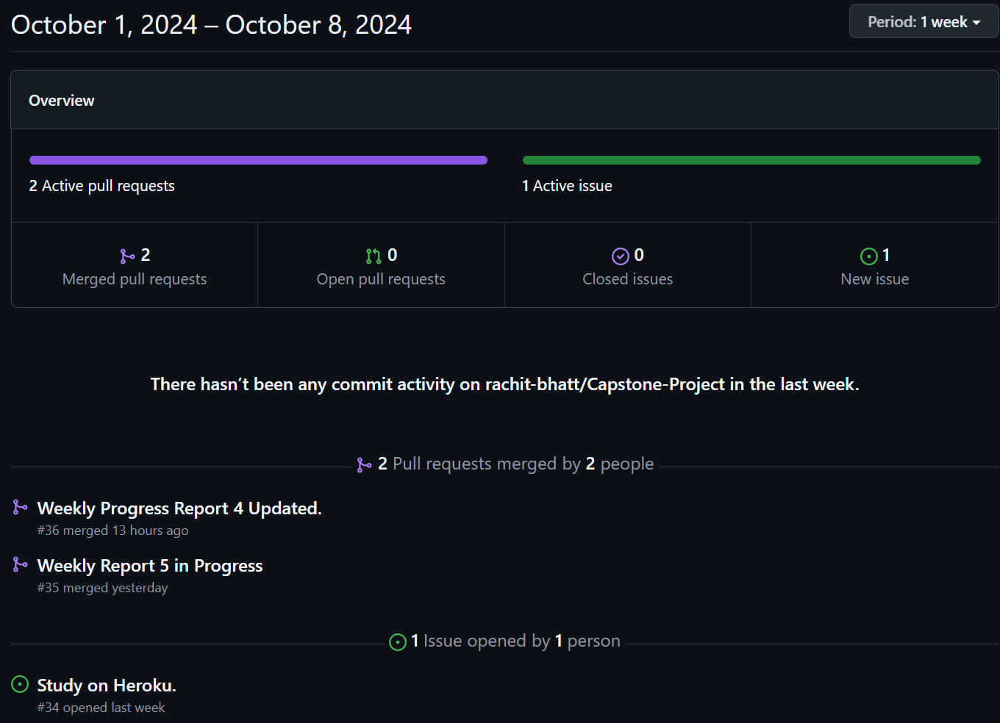 October 1, 2024 – October 8, 2024
Period: 1 week
Overview
2 Active pull requests
1 Active issue
2
Merged pull requests
0
Open pull requests
0
Closed issues
1
New issue
There hasn’t been any commit activity on rachit-bhatt/Capstone-Project in the last week.
2 Pull requests merged by 2 people
Weekly Progress Report 4 Updated.
#36 merged 13 hours ago
Weekly Report 5 in Progress
#35 merged yesterday
1 Issue opened by 1 person
Study on Heroku.
#34 opened last week